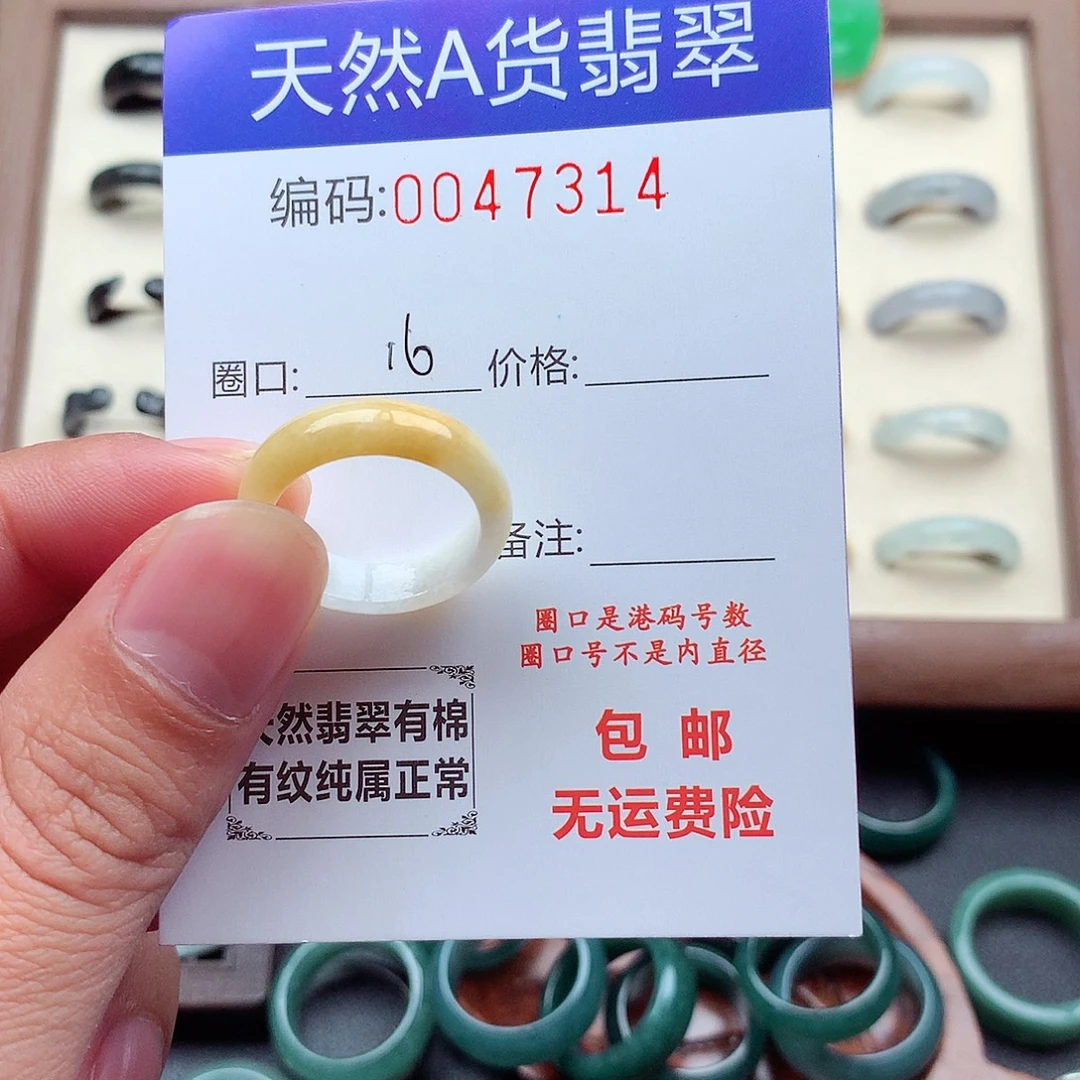 天然A货翡翠
编码:0047314
圈口: 16 价格:
备注:
圈口是港码号数
圈口号不是内直径
天然翡翠有棉
有纹纯属正常
包邮
无运费险